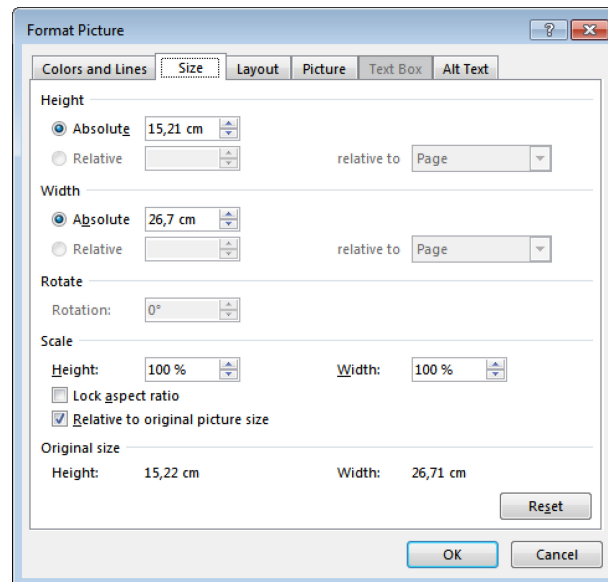 Format Picture
Colors and Lines Size Layout Picture Text Box Alt Text
Height
Absolute 15,21 cm
Relative relative to Page
Width
Absolute 26,7 cm
Relative relative to Page
Rotate
Rotation: 0°
Scale
Height: 100 % Width: 100 %
Lock aspect ratio
Relative to original picture size
Original size
Height: 15,22 cm Width: 26,71 cm
Reset
OK Cancel